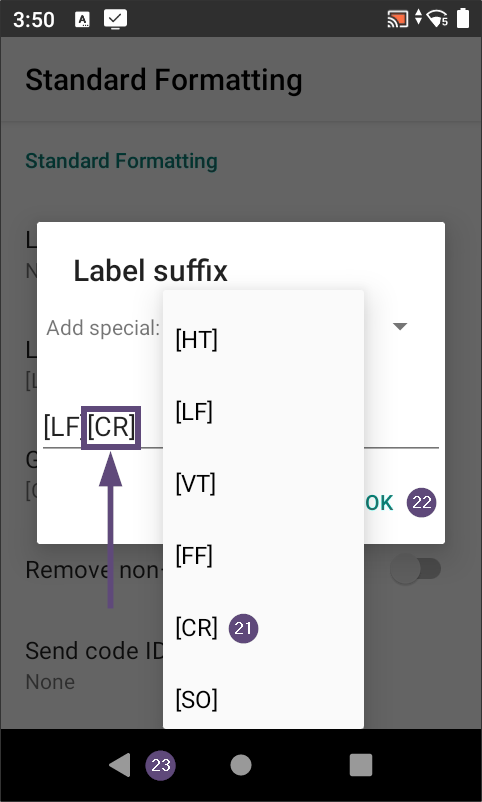 3:50
A
5
Standard Formatting
Standard Formatting
L
N
Label suffix
Add special:
[HT]
L
[L
[LF]
[LF][CR]
G
[VT]
[C
OK 22
[FF]
Remove non-
[CR] 21
Send code ID
None
[SO]
23